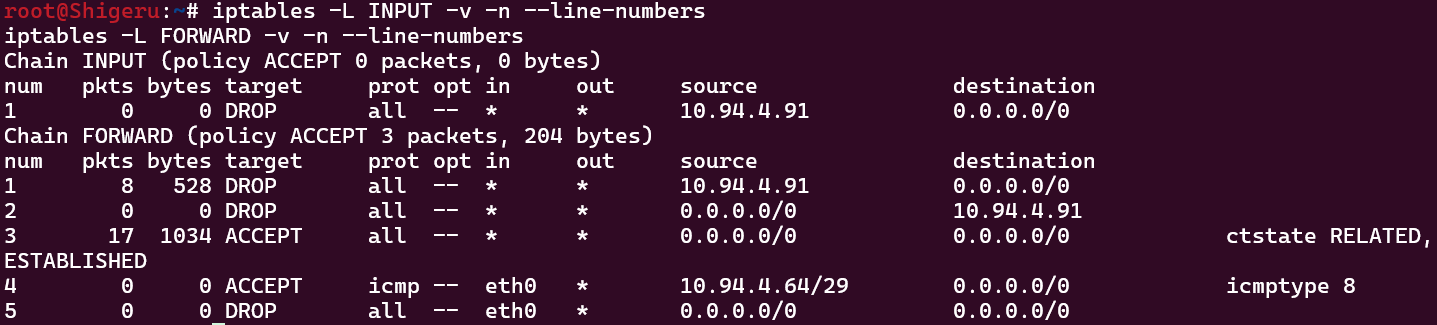 root@Shigeru:~# iptables -L INPUT -v -n --line-numbers
iptables -L FORWARD -v -n --line-numbers
Chain INPUT (policy ACCEPT 0 packets, 0 bytes)
num   pkts bytes target     prot opt in     out     source               destination
1        0     0 DROP       all  --  *      *       10.94.4.91           0.0.0.0/0
Chain FORWARD (policy ACCEPT 3 packets, 204 bytes)
num   pkts bytes target     prot opt in     out     source               destination
1        8   528 DROP       all  --  *      *       10.94.4.91           0.0.0.0/0
2        0     0 DROP       all  --  *      *       0.0.0.0/0            10.94.4.91
3       17  1034 ACCEPT     all  --  *      *       0.0.0.0/0            0.0.0.0/0            ctstate RELATED,
ESTABLISHED
4        0     0 ACCEPT     icmp --  eth0   *       10.94.4.64/29        0.0.0.0/0            icmptype 8
5        0     0 DROP       all  --  eth0   *       0.0.0.0/0            0.0.0.0/0